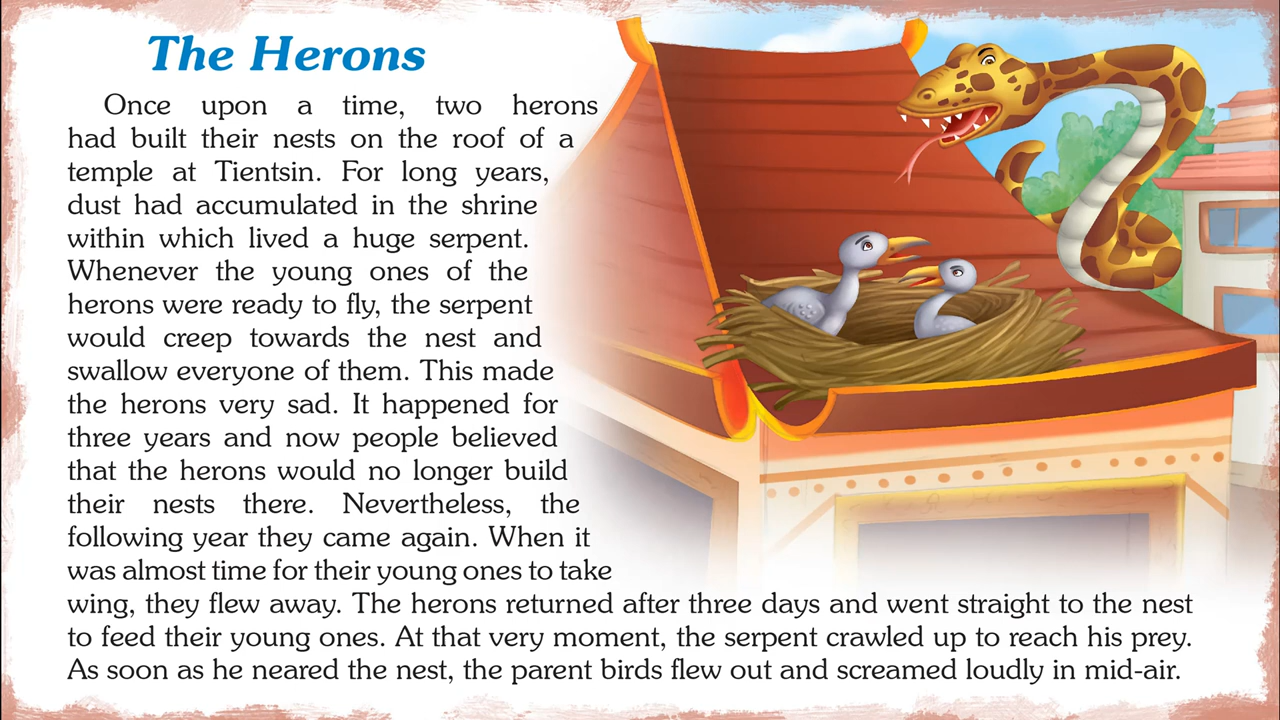 The Herons
Once upon a time, two herons
had built their nests on the roof of a
temple at Tientsin. For long years,
dust had accumulated in the shrine
within which lived a huge serpent.
Whenever the young ones of the
herons were ready to fly, the serpent
would creep towards the nest and
swallow everyone of them. This made
the herons very sad. It happened for
three years and now people believed
that the herons would no longer build
their nests there. Nevertheless, the
following year they came again. When it
was almost time for their young ones to take
wing, they flew away. The herons returned after three days and went straight to the nest
to feed their young ones. At that very moment, the serpent crawled up to reach his prey.
As soon as he neared the nest, the parent birds flew out and screamed loudly in mid-air.